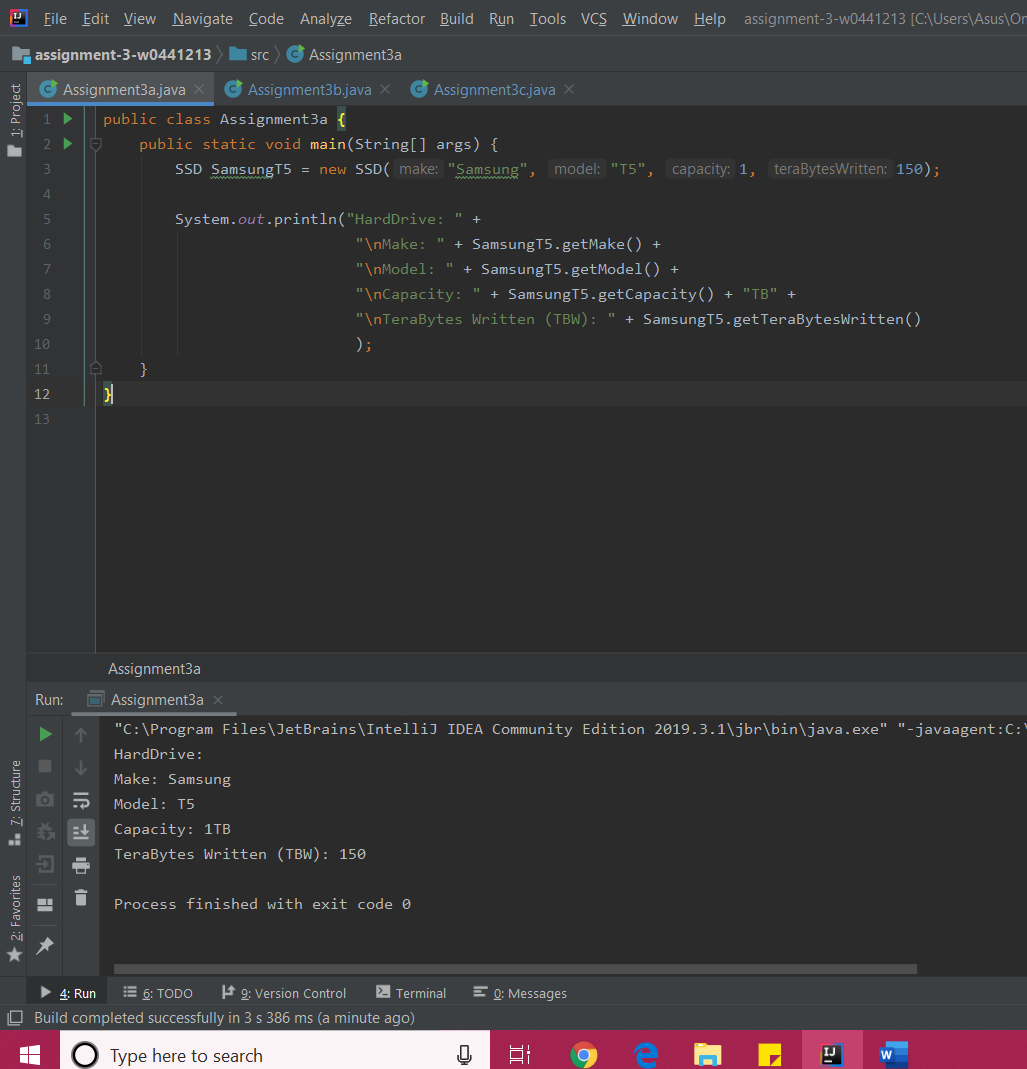 File Edit View Navigate Code Analyze Refactor Build Run Tools VCS Window Help assignment-3-w0441213 [C:\Users\Asus\On
assignment-3-w0441213 src Assignment3a
Assignment3a.java Assignment3b.java Assignment3c.java
1: Project
1 public class Assignment3a {
2 public static void main(String[] args) {
3 SSD SamsungT5 = new SSD( make: "Samsung", model: "T5", capacity: 1, teraBytesWritten: 150);
4
5 System.out.println("HardDrive: " +
6 "\nMake: " + SamsungT5.getMake() +
7 "\nModel: " + SamsungT5.getModel() +
8 "\nCapacity: " + SamsungT5.getCapacity() + "TB" +
9 "\nTeraBytes Written (TBW): " + SamsungT5.getTeraBytesWritten()
10 );
11 }
12 }
13
Assignment3a
Run: Assignment3a
"C:\Program Files\JetBrains\IntelliJ IDEA Community Edition 2019.3.1\jbr\bin\java.exe" "-javaagent:C:\
HardDrive:
Make: Samsung
Model: T5
Capacity: 1TB
TeraBytes Written (TBW): 150
Process finished with exit code 0
7: Structure
2: Favorites
4: Run 6: TODO 9: Version Control Terminal 0: Messages
Build completed successfully in 3 s 386 ms (a minute ago)
Type here to search